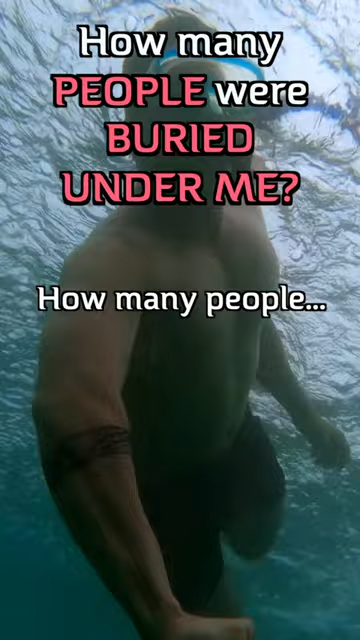 How many
PEOPLE were
BURIED
UNDER ME?
How many people...